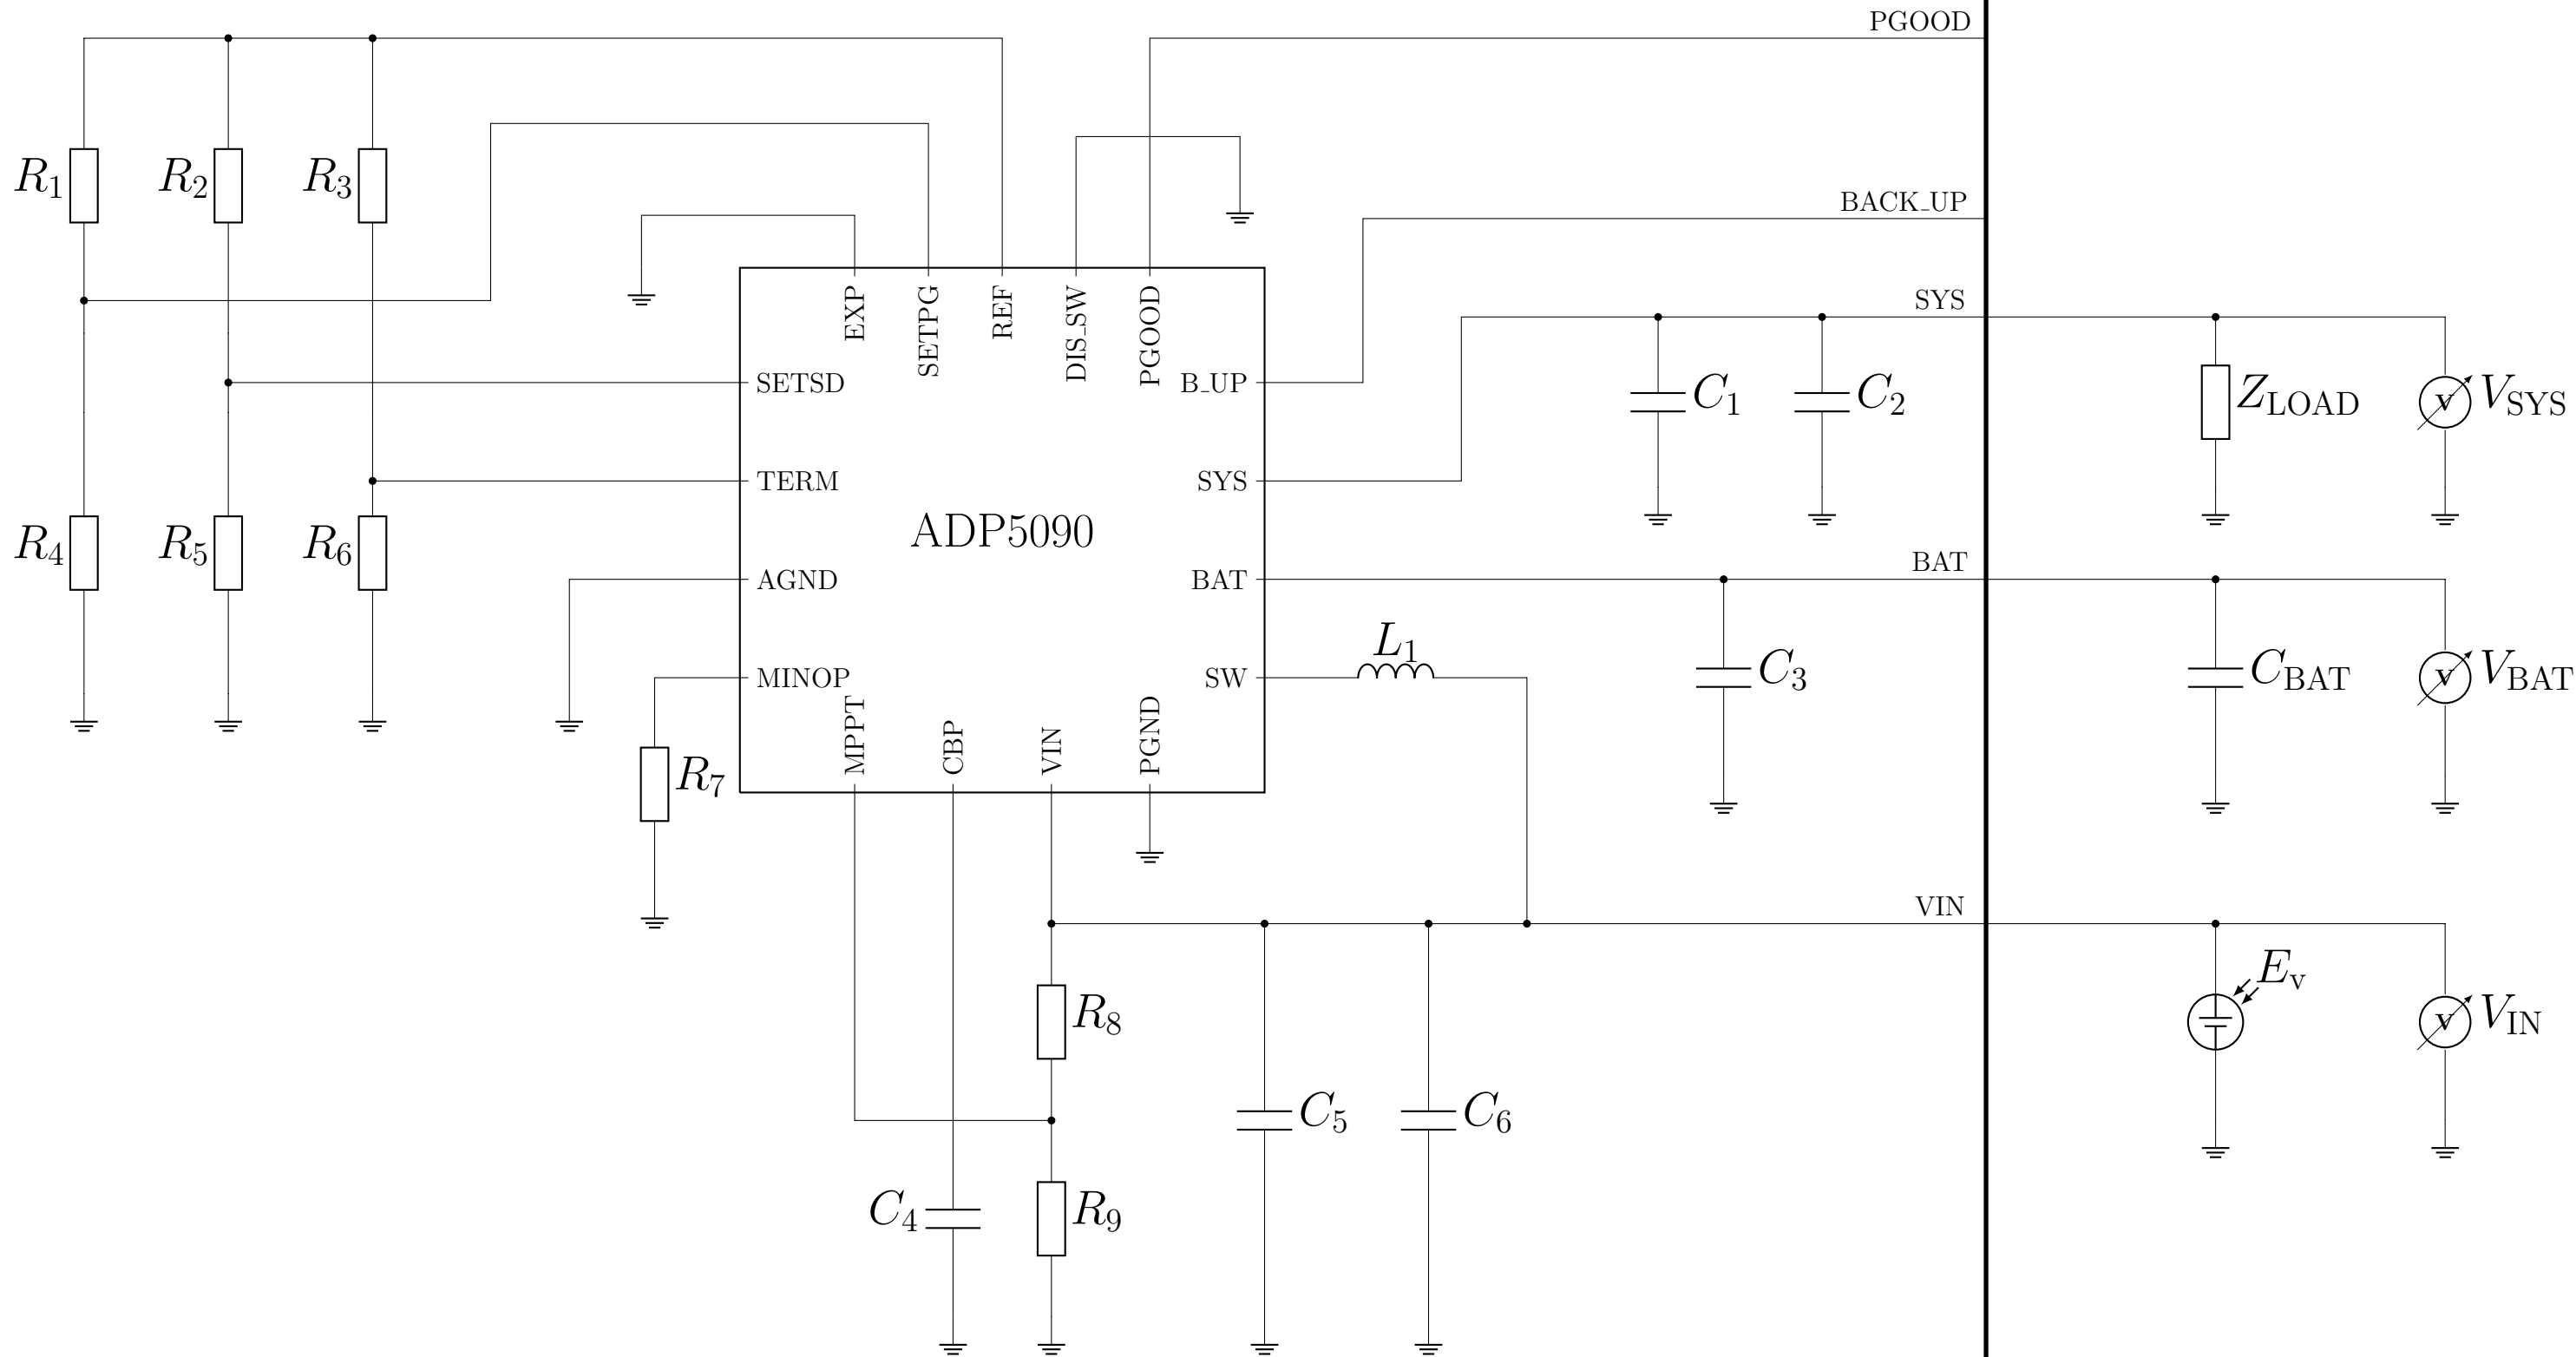 PGOOD
BACK_UP
R1
R2
R3
EXP
SETPG
REF
DIS_SW
PGOOD
SYS
SETSD
B_UP
C1
C2
ZLOAD
V
VSYS
TERM
SYS
ADP5090
R4
R5
R6
AGND
BAT
BAT
L1
MINOP
SW
C3
CBAT
V
VBAT
MPPT
CBP
VIN
PGND
R7
VIN
Ev
R8
V
VIN
C5
C6
C4
R9